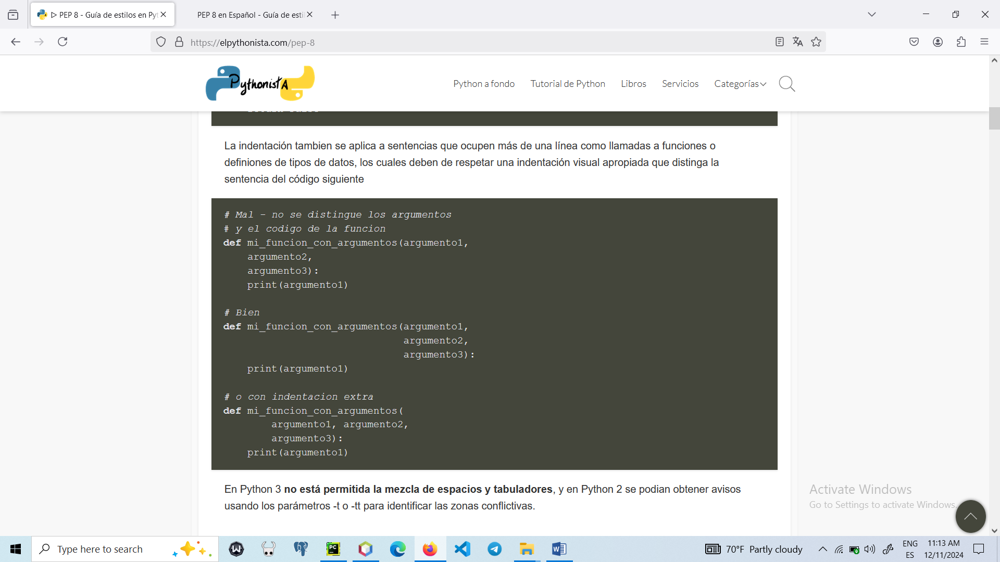 ▷ PEP 8 - Guía de estilos en Pyt
PEP 8 en Español - Guía de estil
https://elpythonista.com/pep-8
PythonistA
Python a fondo
Tutorial de Python
Libros
Servicios
Categorías
La indentación tambien se aplica a sentencias que ocupen más de una línea como llamadas a funciones o
definiones de tipos de datos, los cuales deben de respetar una indentación visual apropiada que distinga la
sentencia del código siguiente
# Mal - no se distingue los argumentos
# y el codigo de la funcion
def mi_funcion_con_argumentos(argumento1,
    argumento2,
    argumento3):
    print(argumento1)
# Bien
def mi_funcion_con_argumentos(argumento1,
                              argumento2,
                              argumento3):
    print(argumento1)
# o con indentacion extra
def mi_funcion_con_argumentos(
        argumento1, argumento2,
        argumento3):
    print(argumento1)
En Python 3 no está permitida la mezcla de espacios y tabuladores, y en Python 2 se podian obtener avisos
usando los parámetros -t o -tt para identificar las zonas conflictivas.
Activate Windows
Go to Settings to activate Windows.
Type here to search
PC
70°F Partly cloudy
ENG
ES
11:13 AM
12/11/2024